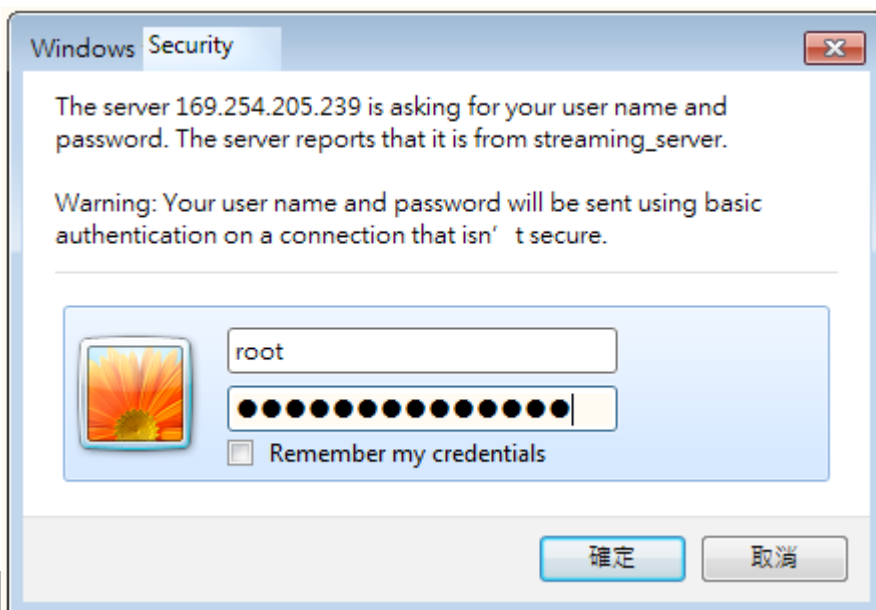 Windows Security
The server 169.254.205.239 is asking for your user name and
password. The server reports that it is from streaming_server.
Warning: Your user name and password will be sent using basic
authentication on a connection that isn’ t secure.
root
●●●●●●●●●●●●●●
Remember my credentials
確定
取消